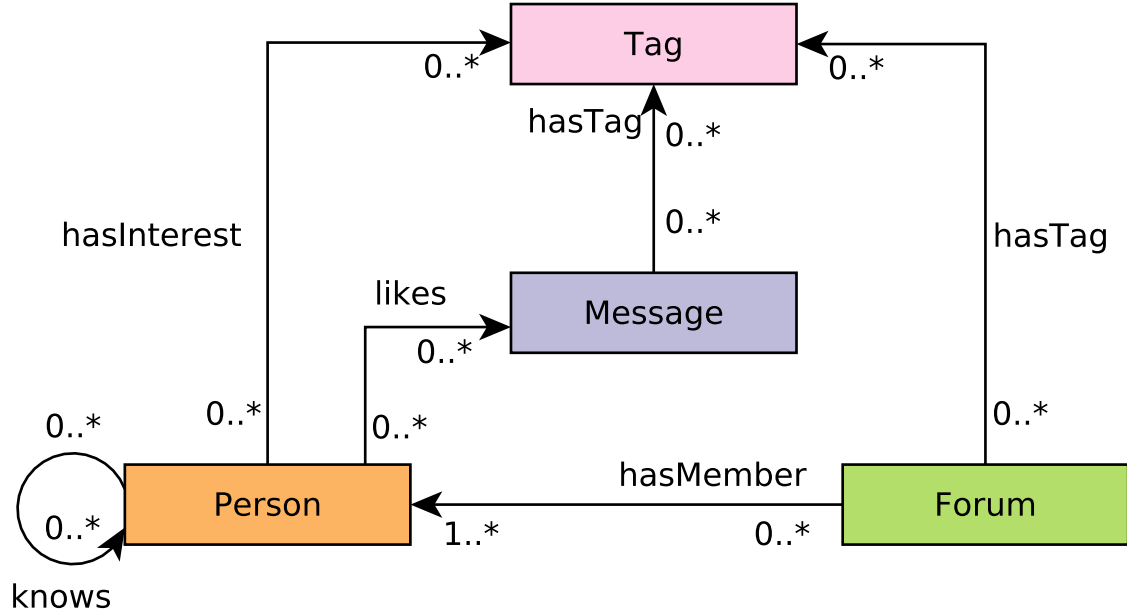 Tag
0..*
0..*
hasTag
0..*
0..*
hasInterest
hasTag
likes
Message
0..*
0..*
0..*
0..*
0..*
hasMember
Person
Forum
0..*
1..*
0..*
knows